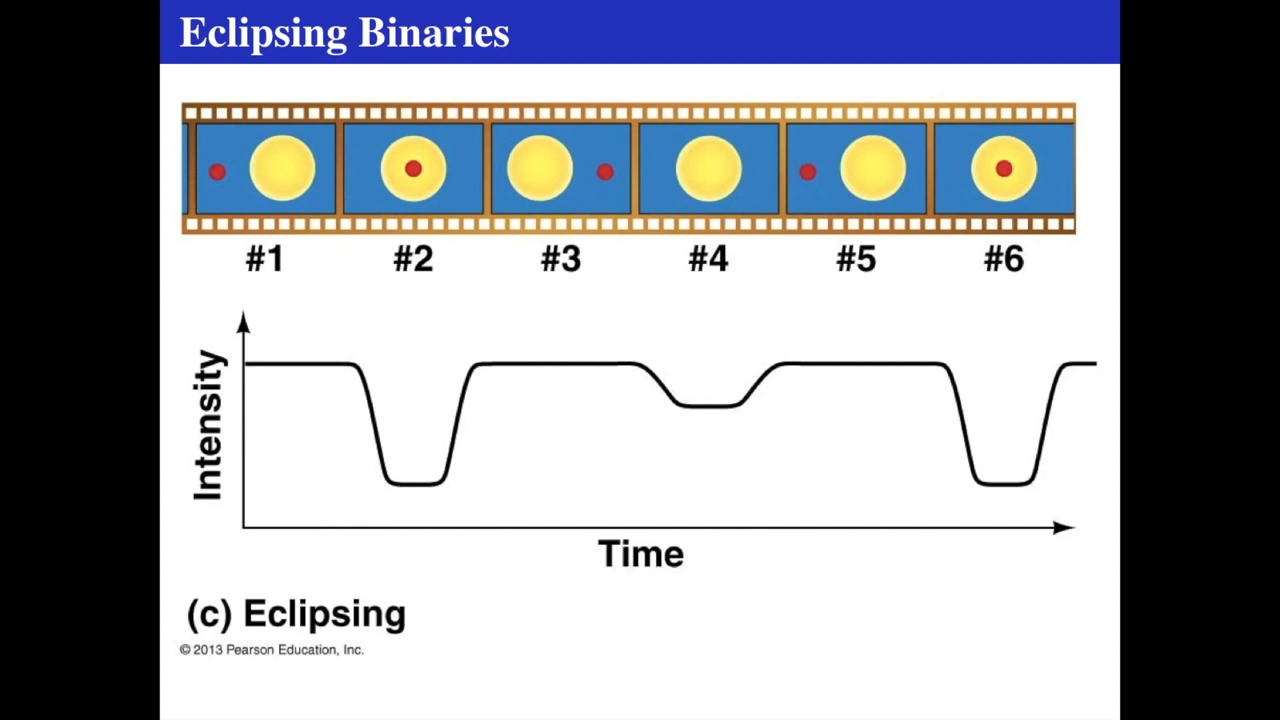 Eclipsing Binaries
#1 #2 #3 #4 #5 #6
Intensity
Time
(c) Eclipsing
© 2013 Pearson Education, Inc.